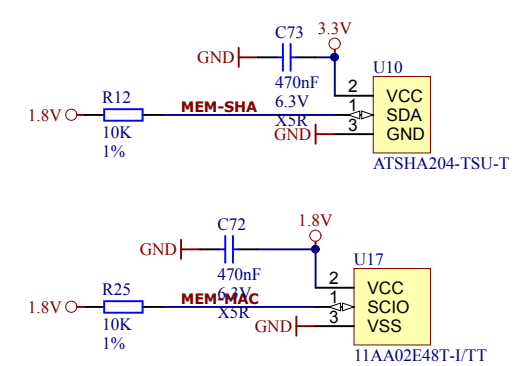 C73
3.3V
GND
U10
470nF
2
VCC
R12
MEM-SHA
6.3V
1
SDA
1.8V
X5R
10K
GND
3
GND
1%
ATSHA204-TSU-T
C72
1.8V
GND
U17
470nF
2
VCC
R25
MEM-MAC
6.3V
1
SCIO
1.8V
X5R
10K
GND
3
VSS
1%
11AA02E48T-I/TT